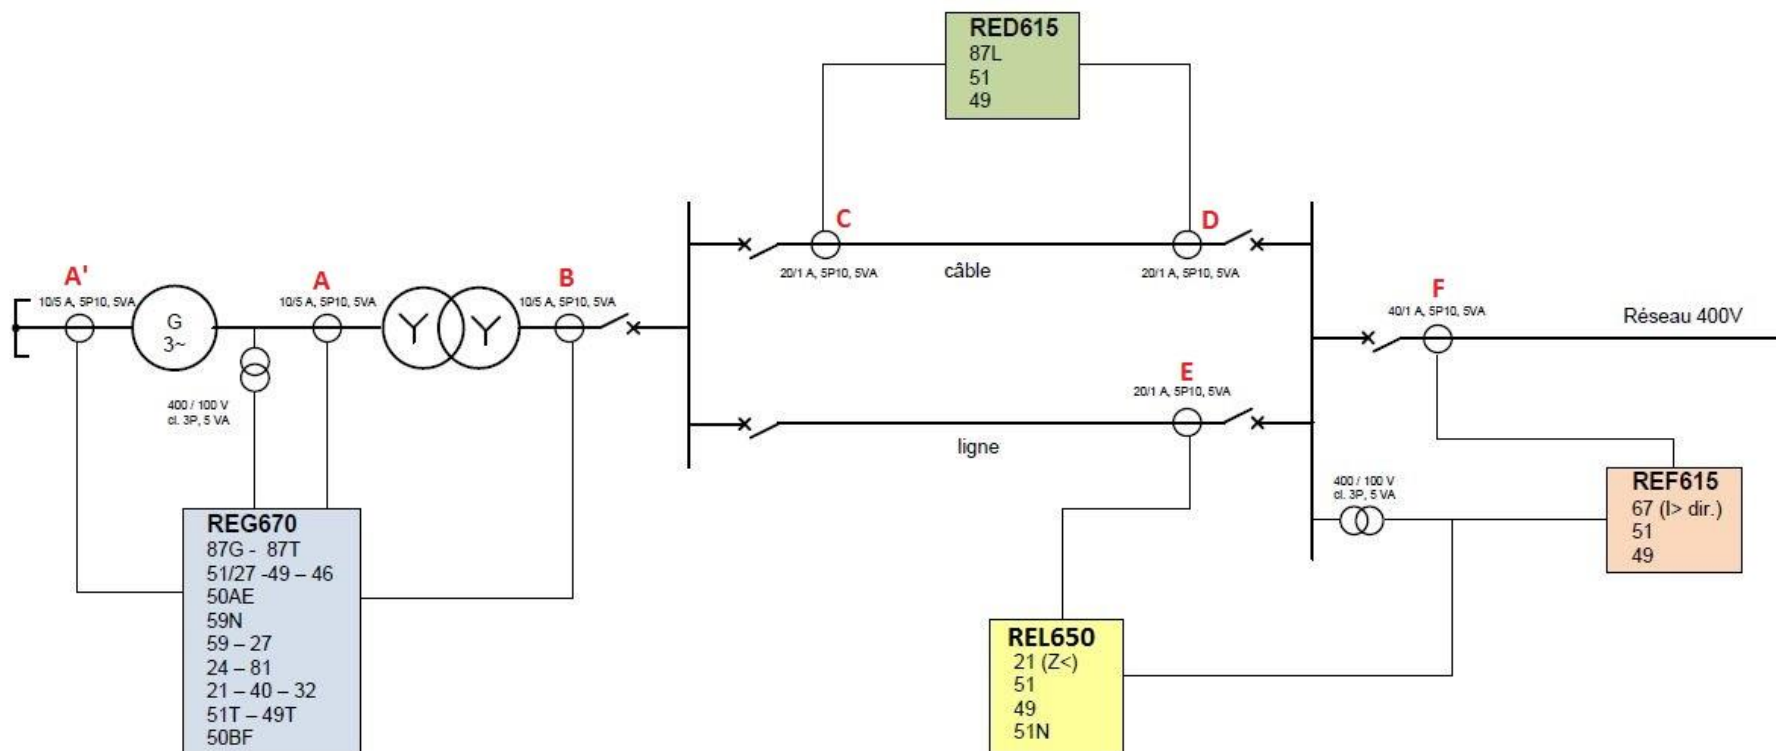 RED615
87L
51
49
C
20/1 A, 5P10, 5VA
câble
D
20/1 A, 5P10, 5VA
A'
10/5 A, 5P10, 5VA
G
3~
A
10/5 A, 5P10, 5VA
B
10/5 A, 5P10, 5VA
400 / 100 V
cl. 3P, 5 VA
F
40/1 A, 5P10, 5VA
Réseau 400V
E
20/1 A, 5P10, 5VA
ligne
400 / 100 V
cl. 3P, 5 VA
REG670
87G - 87T
51/27 -49 – 46
50AE
59N
59 – 27
24 – 81
21 – 40 – 32
51T – 49T
50BF
REL650
21 (Z<)
51
49
51N
REF615
67 (I> dir.)
51
49